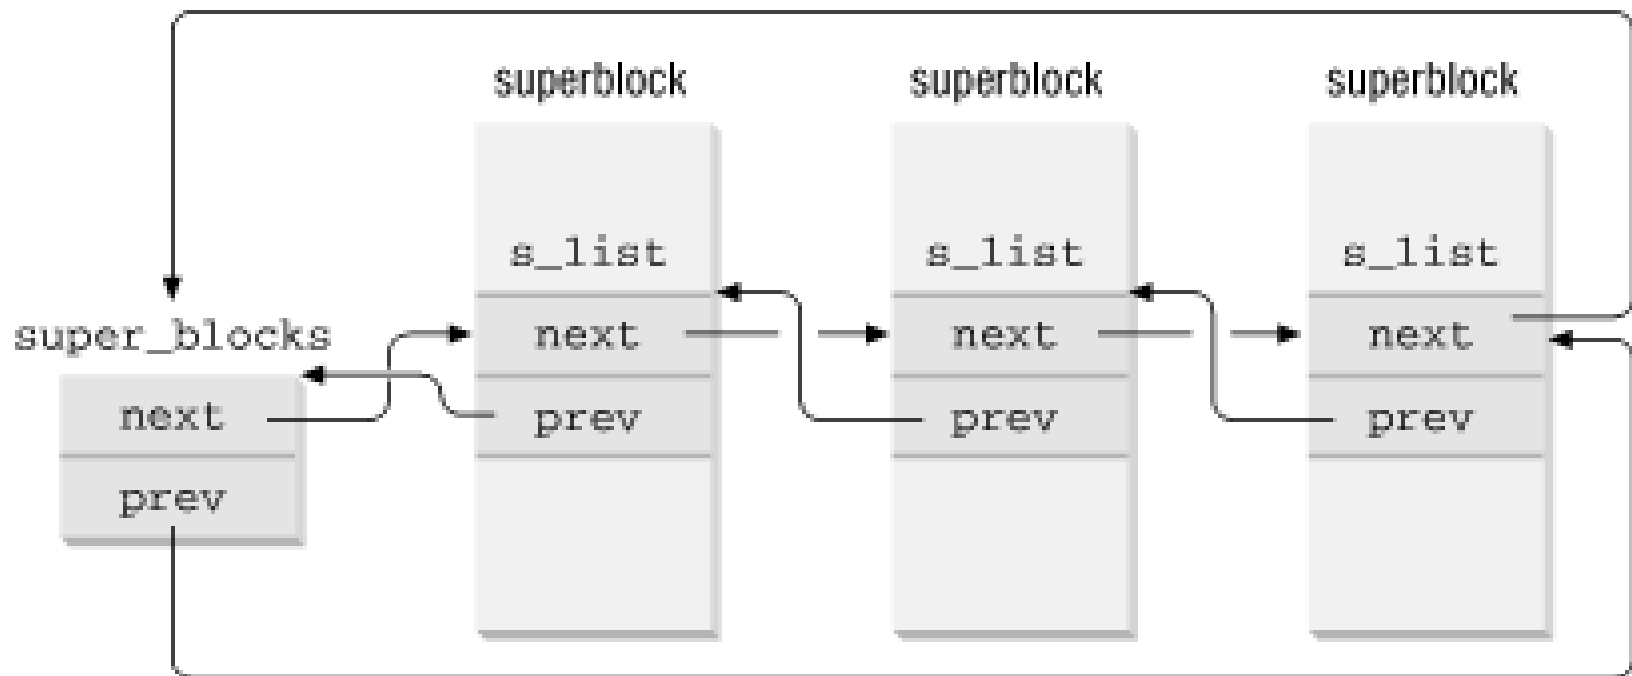 superblock superblock superblock
s_list s_list s_list
super_blocks next next next
next prev prev prev
prev